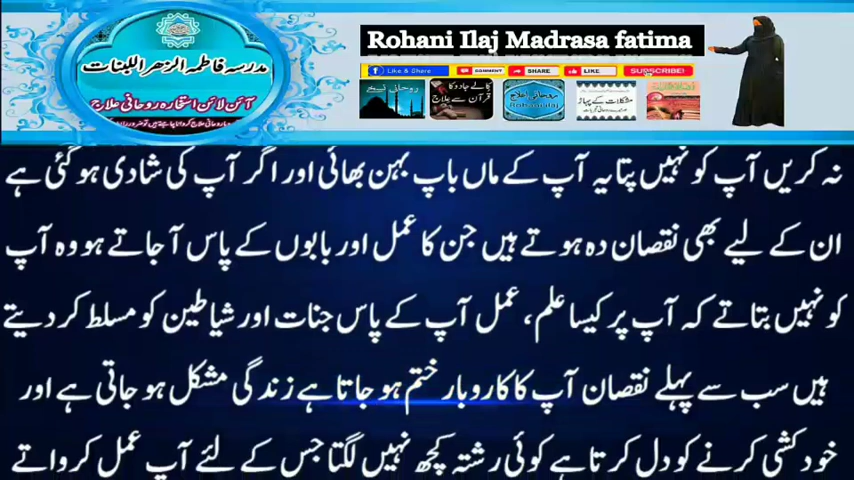 مدرسہ فاطمۃ الزھرا للبنات
آن لائن استخارہ روحانی علاج
Rohani Ilaj Madrasa fatima
Like & Share
COMMENT
SHARE
LIKE
SUBSCRIBE!
نہ کریں آپ کو نہیں پتا یہ آپ کے ماں باپ بہن بھائی اور اگر آپ کی شادی ہو گئی ہے
ان کے لیے بھی نقصان دہ ہوتے ہیں جن کا عمل اور بابوں کے پاس آ جاتے ہو وہ آپ
کو نہیں بتاتے کہ آپ پر کیسا علم، عمل آپ کے پاس جنات اور شیاطین کو مسلط کر دیتے
ہیں سب سے پہلے نقصان آپ کا کاروبار ختم ہو جاتا ہے زندگی مشکل ہو جاتی ہے اور
خودکشی کرنے کو دل کرتا ہے کوئی رشتہ کچھ نہیں لگتا جس کے لئے آپ عمل کرواتے